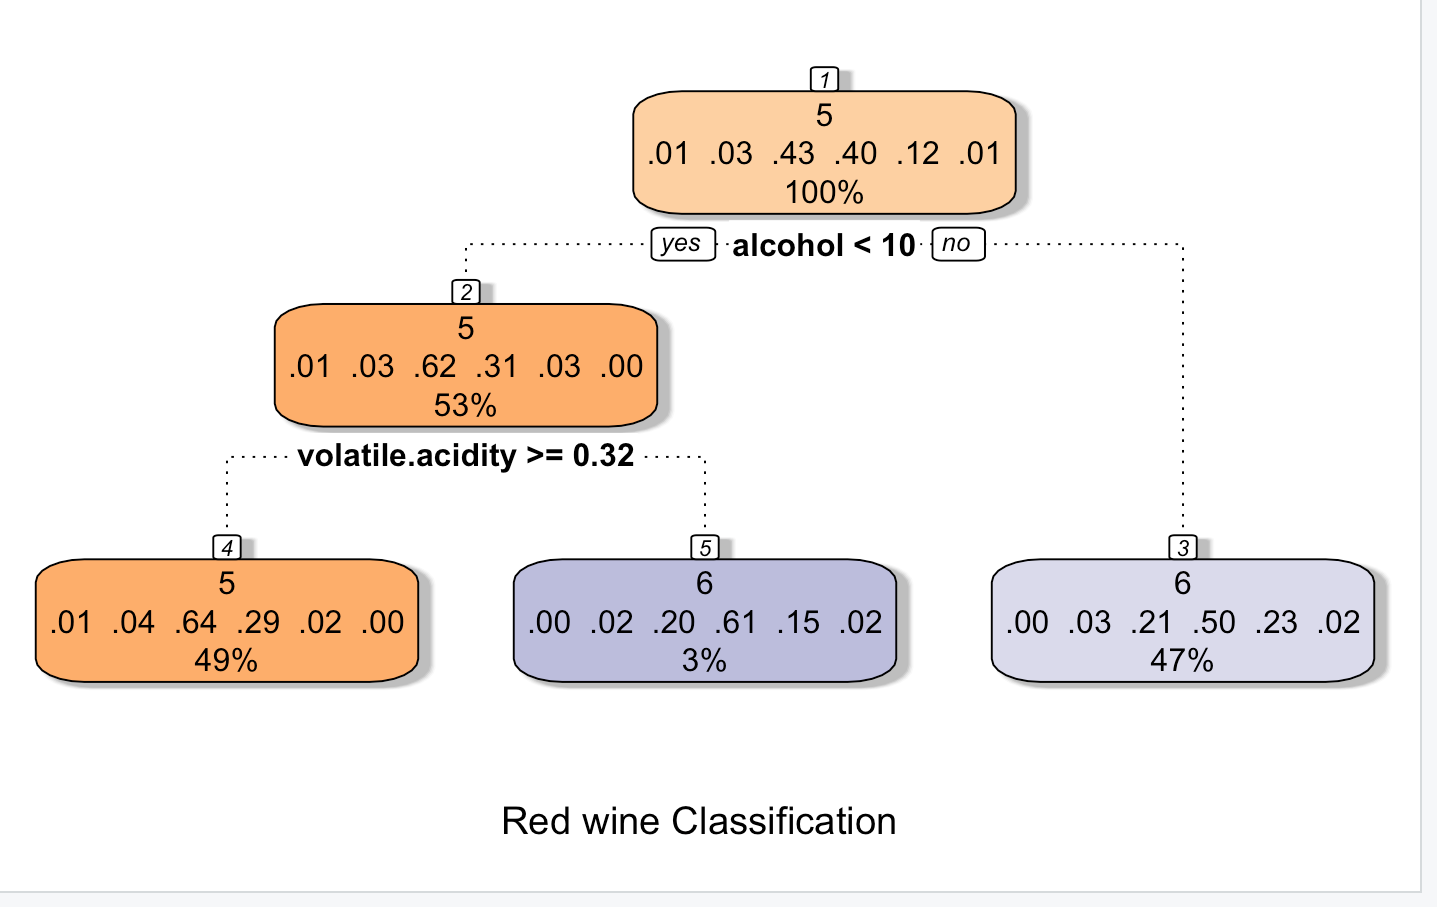 1
5
.01 .03 .43 .40 .12 .01
100%
yes alcohol < 10 no
2
5
.01 .03 .62 .31 .03 .00
53%
volatile.acidity >= 0.32
4
5
.01 .04 .64 .29 .02 .00
49%
5
6
.00 .02 .20 .61 .15 .02
3%
3
6
.00 .03 .21 .50 .23 .02
47%
Red wine Classification